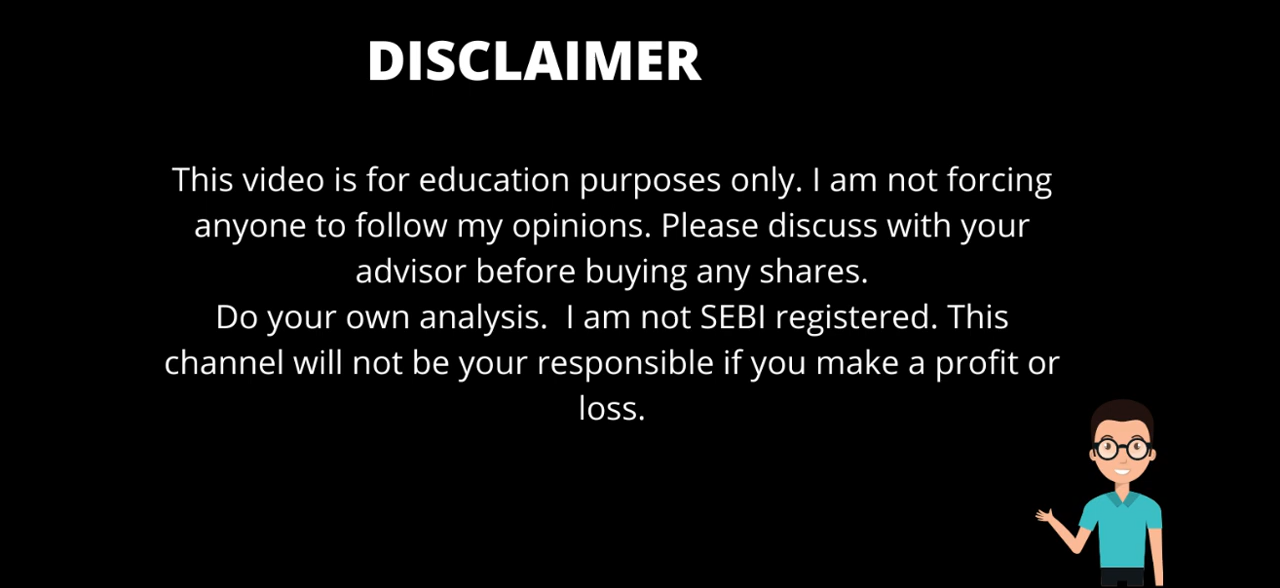 DISCLAIMER
This video is for education purposes only. I am not forcing
anyone to follow my opinions. Please discuss with your
advisor before buying any shares.
Do your own analysis.  I am not SEBI registered. This
channel will not be your responsible if you make a profit or
loss.